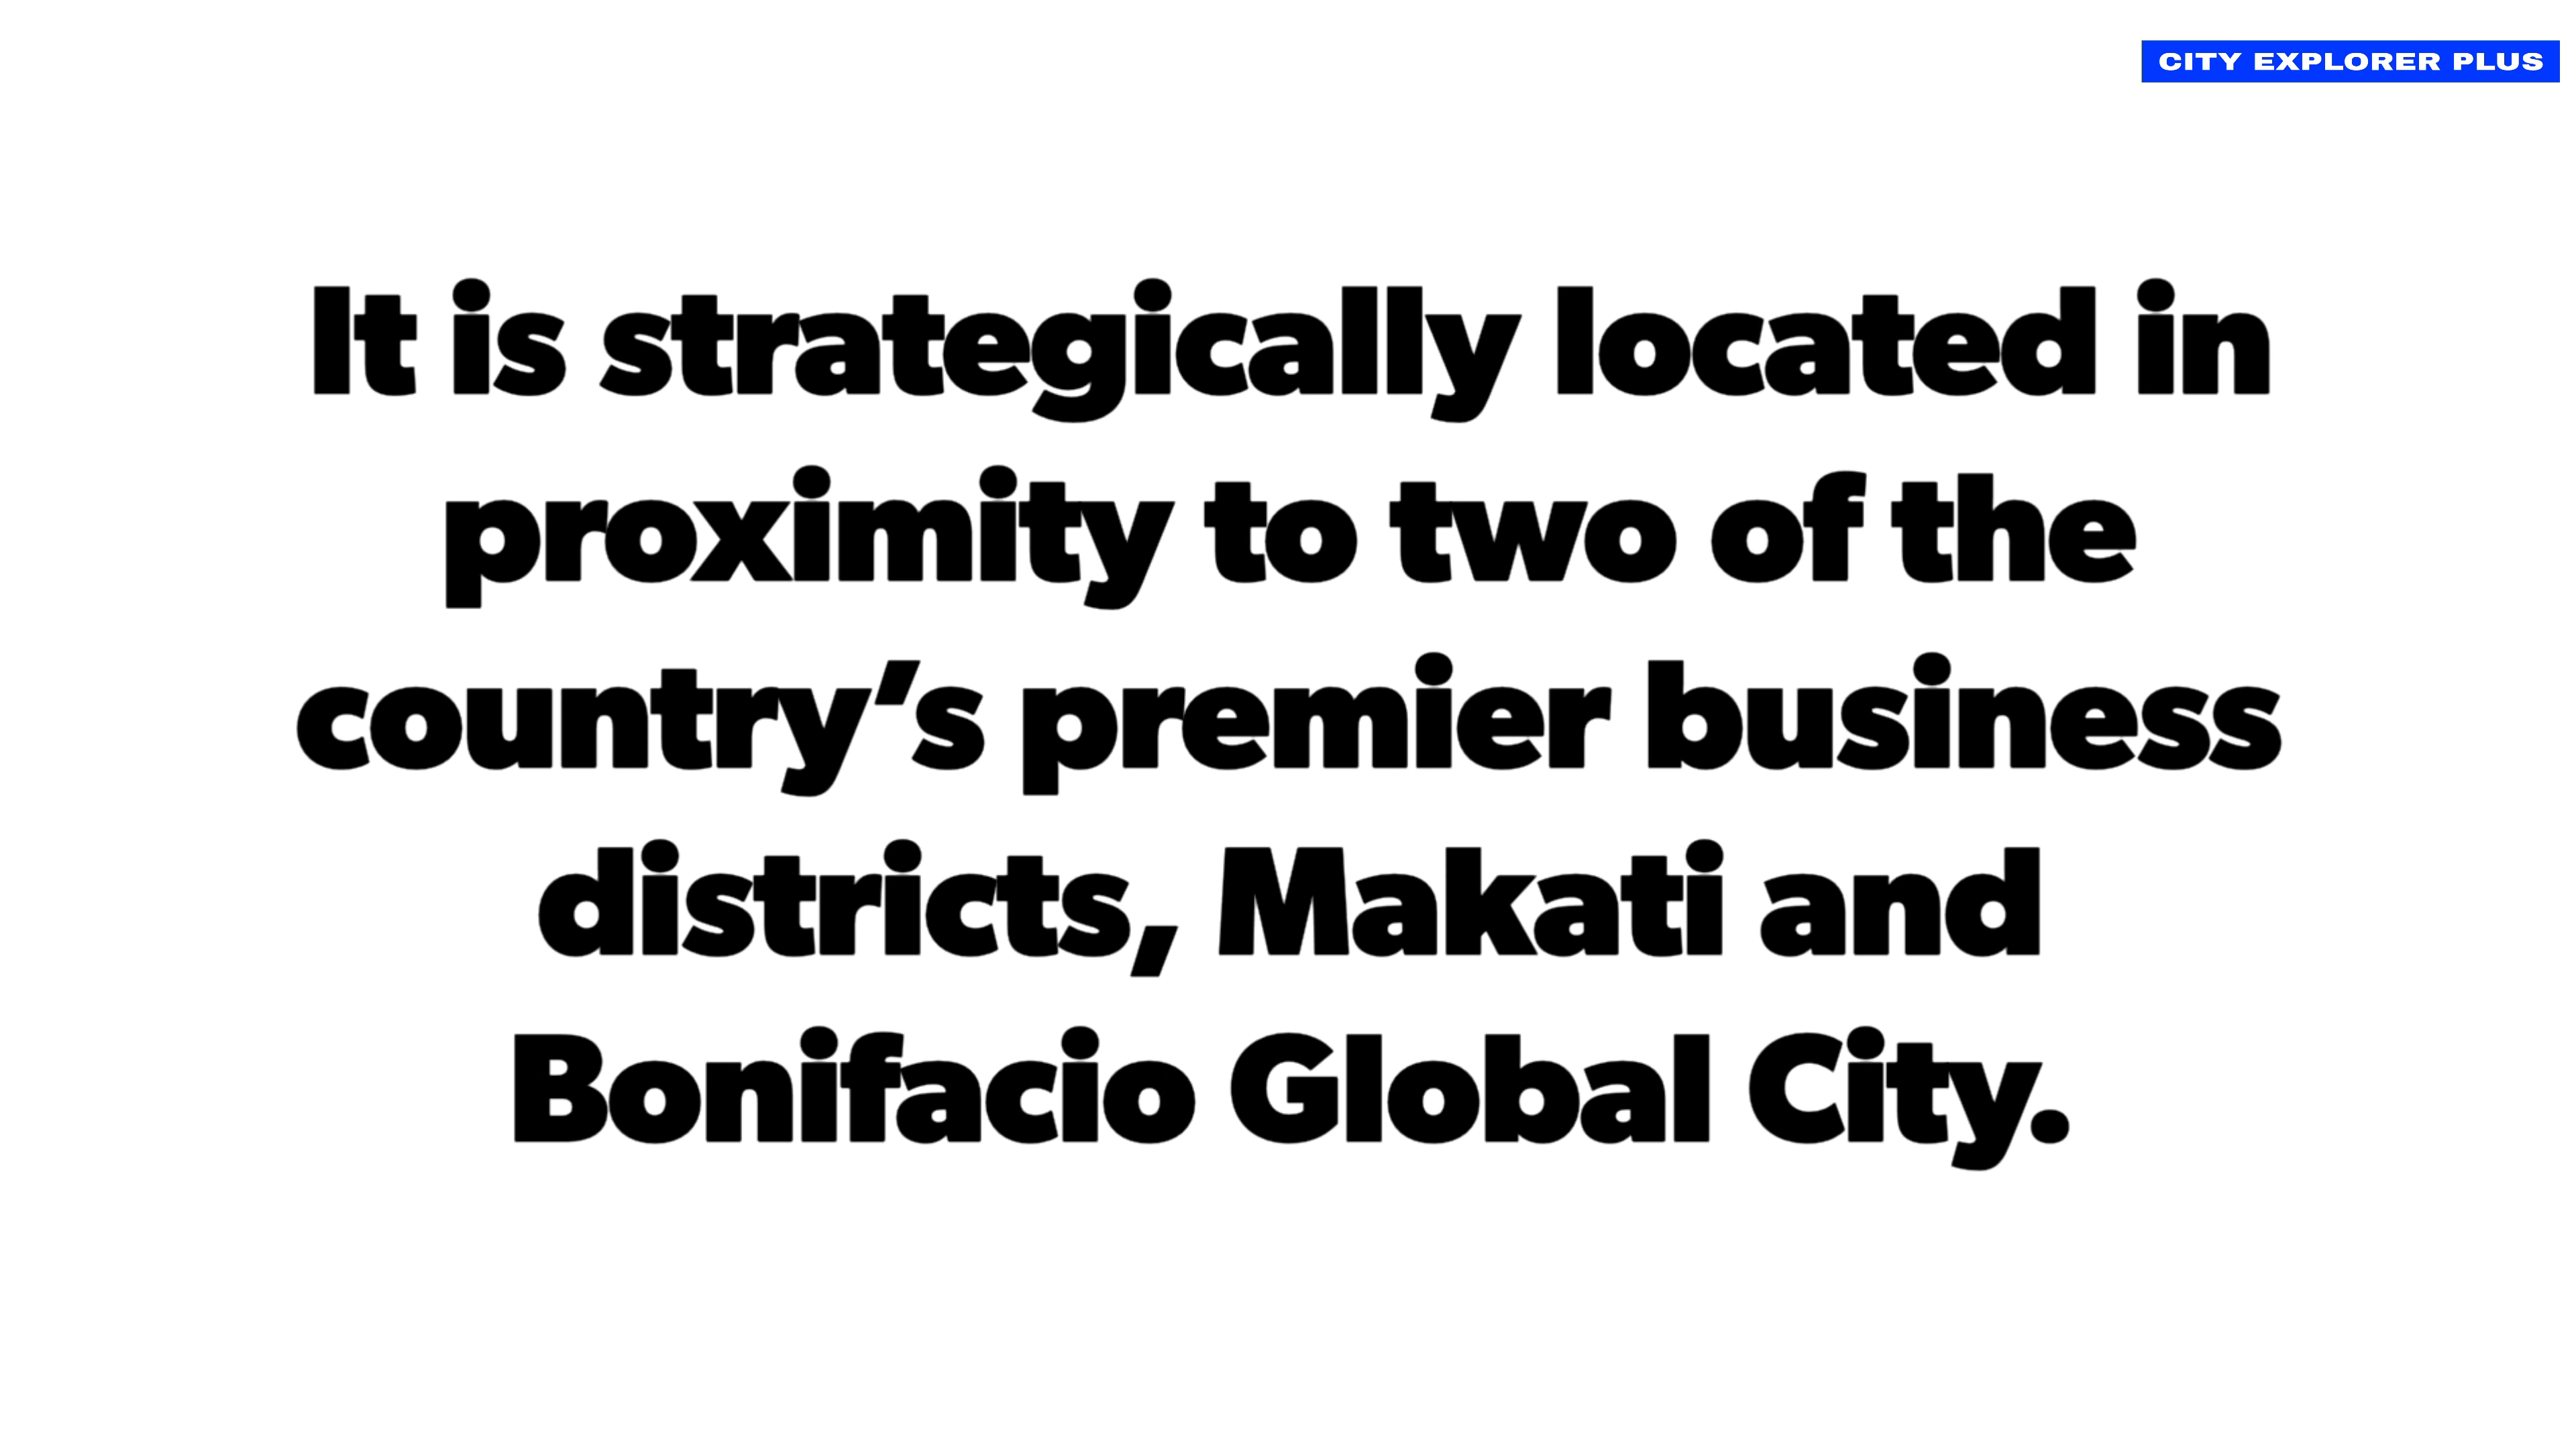 CITY EXPLORER PLUS
It is strategically located in
proximity to two of the
country’s premier business
districts, Makati and
Bonifacio Global City.